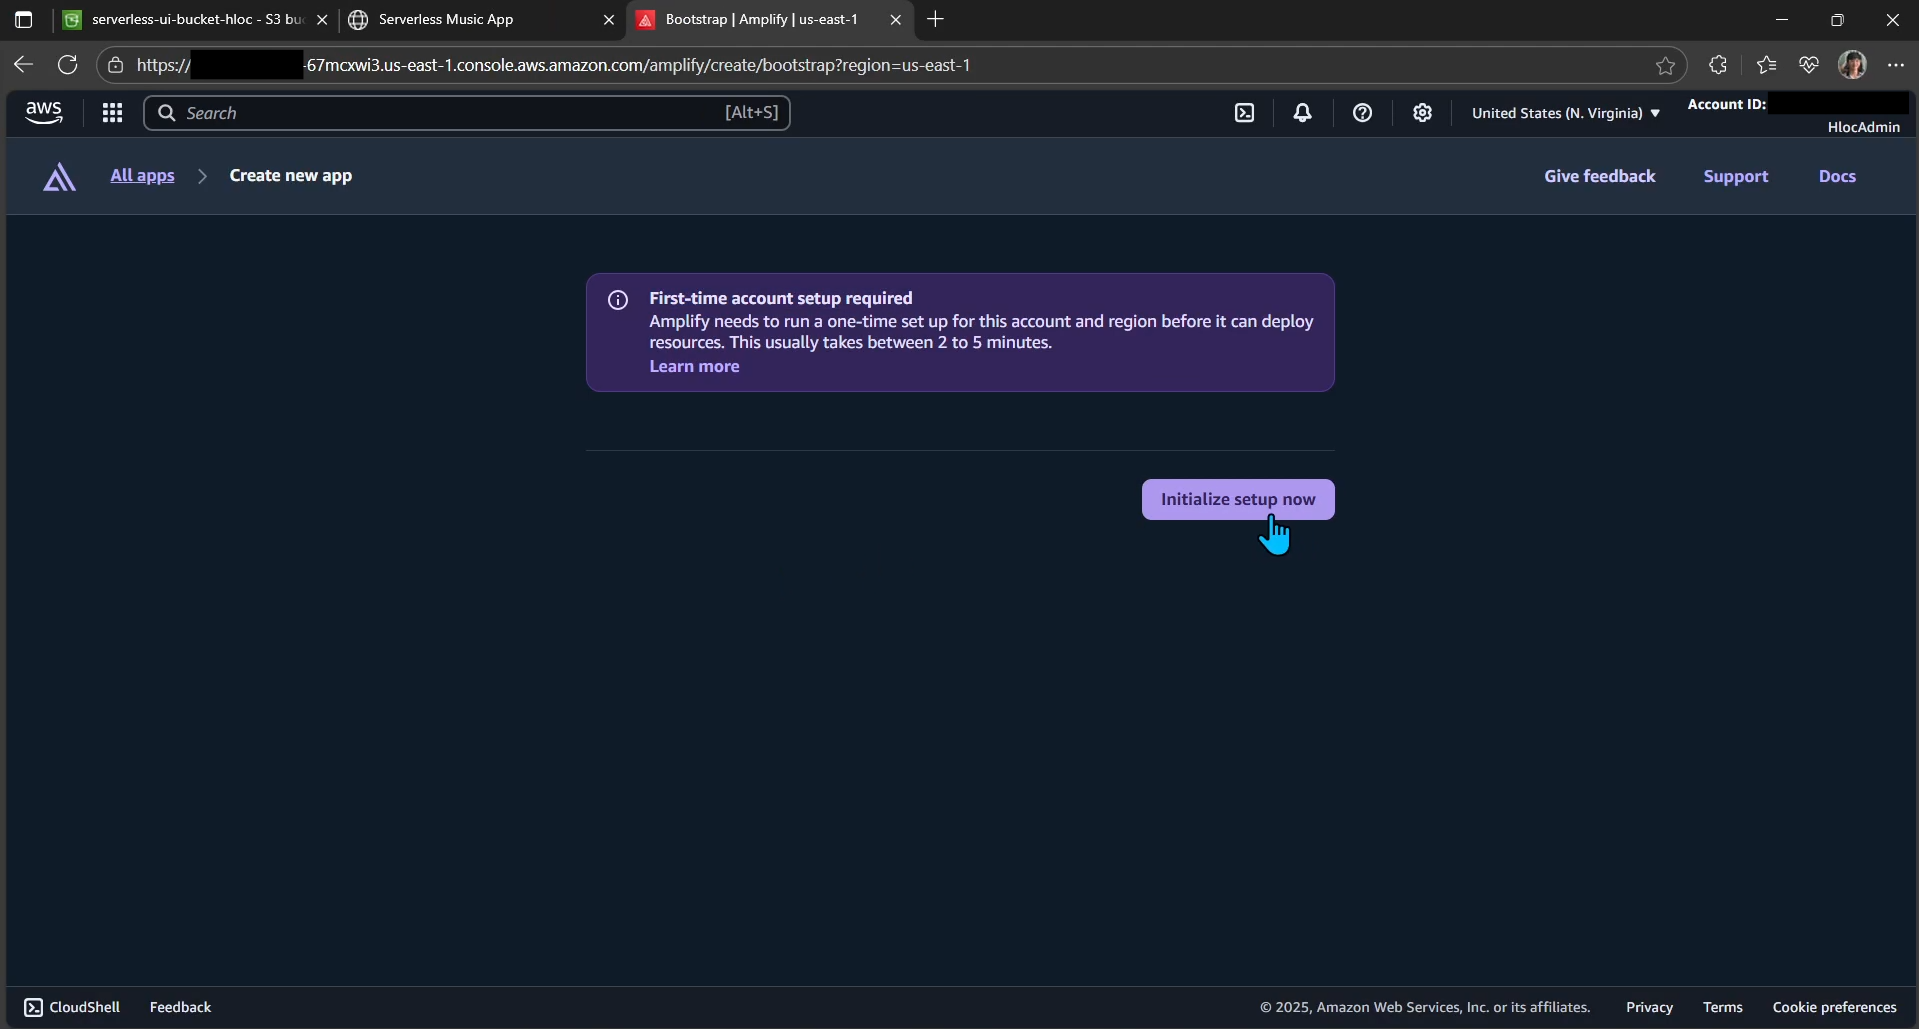 serverless-ui-bucket-hloc - S3 bu
Serverless Music App
Bootstrap | Amplify | us-east-1
https://
-67mcxwi3.us-east-1.console.aws.amazon.com/amplify/create/bootstrap?region=us-east-1
aws
Search
[Alt+S]
United States (N. Virginia)
Account ID:
HlocAdmin
All apps
Create new app
Give feedback
Support
Docs
First-time account setup required
Amplify needs to run a one-time set up for this account and region before it can deploy
resources. This usually takes between 2 to 5 minutes.
Learn more
Initialize setup now
CloudShell
Feedback
© 2025, Amazon Web Services, Inc. or its affiliates.
Privacy
Terms
Cookie preferences